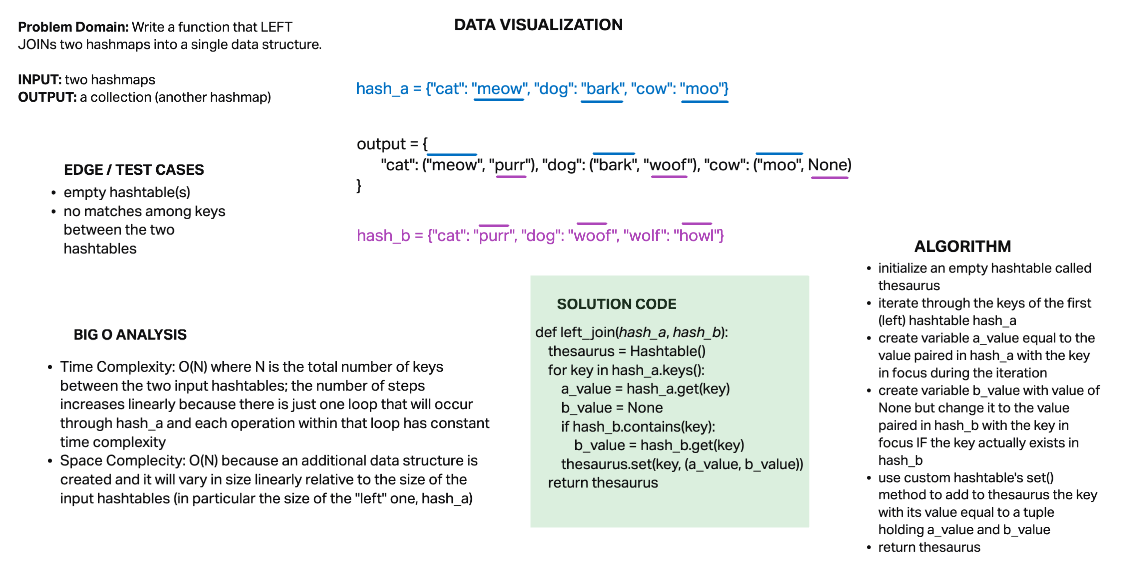 Problem Domain: Write a function that LEFT
JOINs two hashmaps into a single data structure.
INPUT: two hashmaps
OUTPUT: a collection (another hashmap)
DATA VISUALIZATION
hash_a = {"cat": "meow", "dog": "bark", "cow": "moo"}
output = {
"cat": ("meow", "purr"), "dog": ("bark", "woof"), "cow": ("moo", None)
}
hash_b = {"cat": "purr", "dog": "woof", "wolf": "howl"}
EDGE / TEST CASES
• empty hashtable(s)
• no matches among keys
between the two
hashtables
BIG O ANALYSIS
• Time Complexity: O(N) where N is the total number of keys
between the two input hashtables; the number of steps
increases linearly because there is just one loop that will occur
through hash_a and each operation within that loop has constant
time complexity
• Space Complecity: O(N) because an additional data structure is
created and it will vary in size linearly relative to the size of the
input hashtables (in particular the size of the "left" one, hash_a)
SOLUTION CODE
def left_join(hash_a, hash_b):
thesaurus = Hashtable()
for key in hash_a.keys():
a_value = hash_a.get(key)
b_value = None
if hash_b.contains(key):
b_value = hash_b.get(key)
thesaurus.set(key, (a_value, b_value))
return thesaurus
ALGORITHM
• initialize an empty hashtable called
thesaurus
• iterate through the keys of the first
(left) hashtable hash_a
• create variable a_value equal to the
value paired in hash_a with the key
in focus during the iteration
• create variable b_value with value of
None but change it to the value
paired in hash_b with the key in
focus IF the key actually exists in
hash_b
• use custom hashtable's set()
method to add to thesaurus the key
with its value equal to a tuple
holding a_value and b_value
• return thesaurus